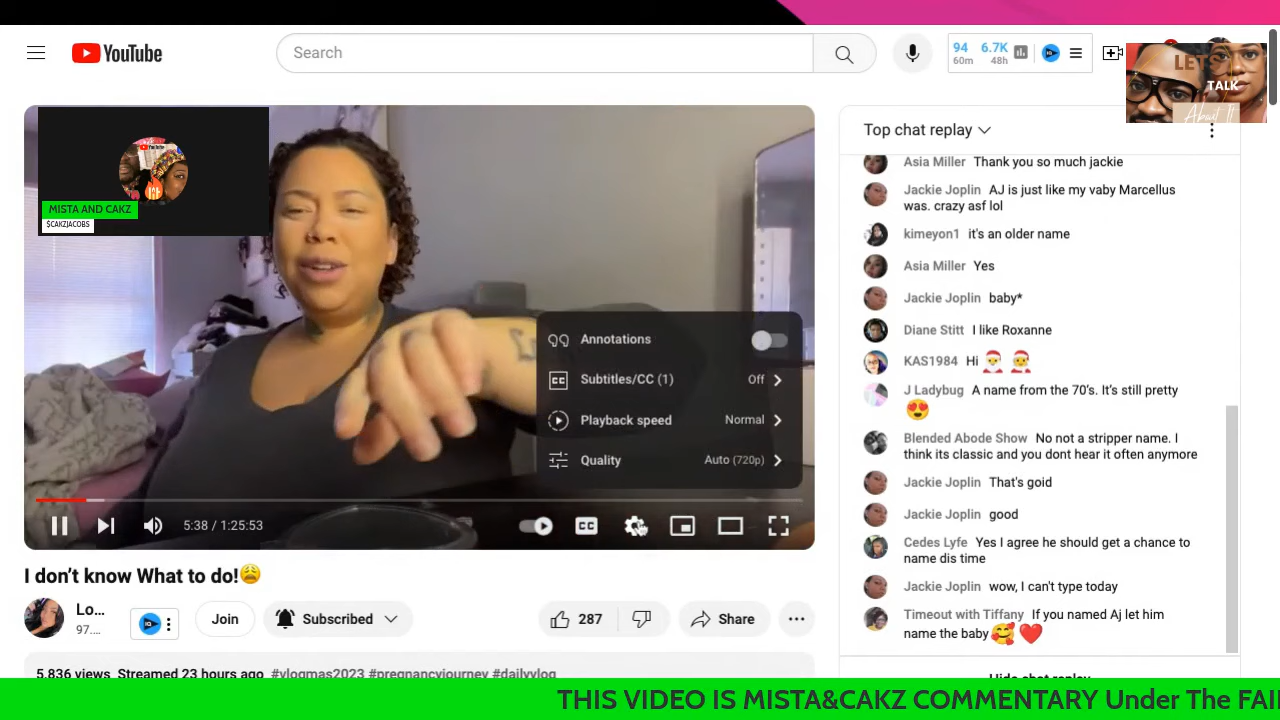 YouTube
Search
94 6.7K
60m 48h
LETS
TALK
About It
MISTA AND CAKZ
$CAKZJACOBS
Annotations
Subtitles/CC (1) Off
Playback speed Normal
Quality Auto (720p)
5:38 / 1:25:53
I don't know What to do!😩
Lo...
97....
Join
Subscribed
287
Share
5,836 views Streamed 23 hours ago #vlogmas2023 #pregnancyjourney #dailyvlog
Top chat replay
Asia Miller Thank you so much jackie
Jackie Joplin AJ is just like my vaby Marcellus
was. crazy asf lol
kimeyon1 it's an older name
Asia Miller Yes
Jackie Joplin baby*
Diane Stitt I like Roxanne
KAS1984 Hi 🎅 🤶
J Ladybug A name from the 70's. It's still pretty
😍
Blended Abode Show No not a stripper name. I
think its classic and you dont hear it often anymore
Jackie Joplin That's goid
Jackie Joplin good
Cedes Lyfe Yes I agree he should get a chance to
name dis time
Jackie Joplin wow, I can't type today
Timeout with Tiffany If you named Aj let him
name the baby🥰❤️
Hide chat replay
THIS VIDEO IS MISTA&CAKZ COMMENTARY Under The FAI